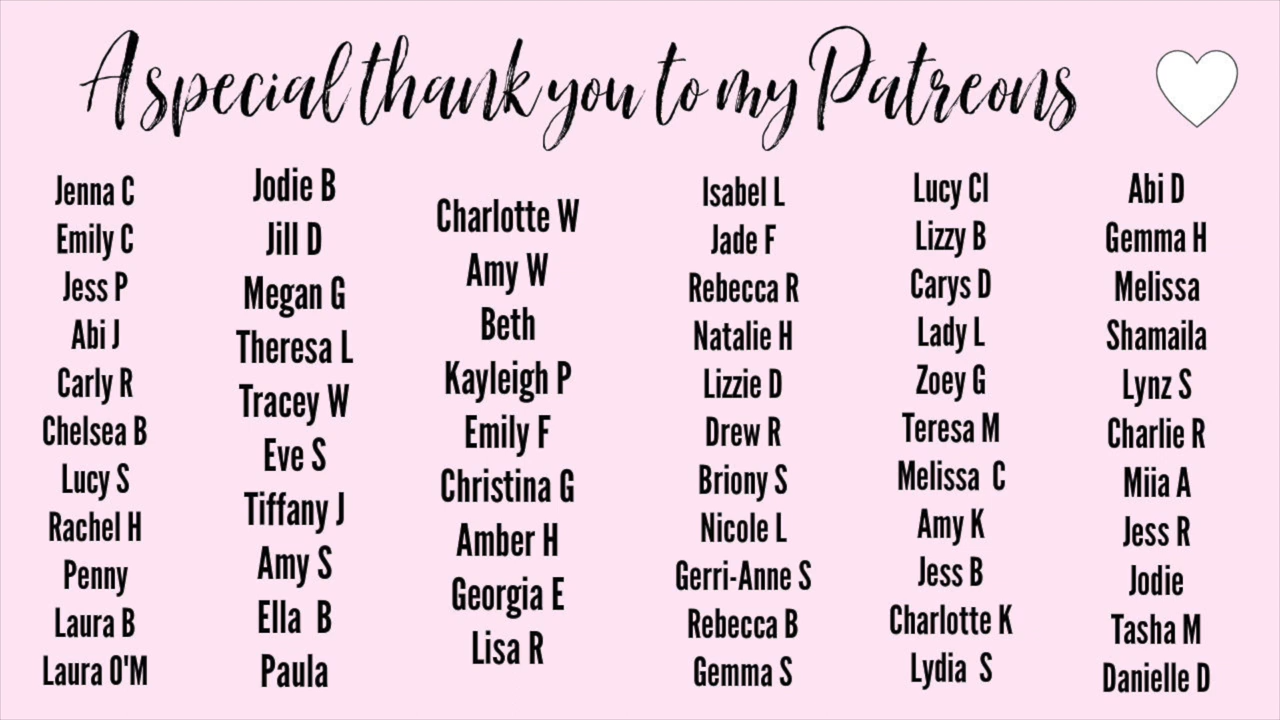 A special thank you to my Patreons
Jenna C
Emily C
Jess P
Abi J
Carly R
Chelsea B
Lucy S
Rachel H
Penny
Laura B
Laura O'M
Jodie B
Jill D
Megan G
Theresa L
Tracey W
Eve S
Tiffany J
Amy S
Ella B
Paula
Charlotte W
Amy W
Beth
Kayleigh P
Emily F
Christina G
Amber H
Georgia E
Lisa R
Isabel L
Jade F
Rebecca R
Natalie H
Lizzie D
Drew R
Briony S
Nicole L
Gerri-Anne S
Rebecca B
Gemma S
Lucy Cl
Lizzy B
Carys D
Lady L
Zoey G
Teresa M
Melissa C
Amy K
Jess B
Charlotte K
Lydia S
Abi D
Gemma H
Melissa
Shamaila
Lynz S
Charlie R
Miia A
Jess R
Jodie
Tasha M
Danielle D